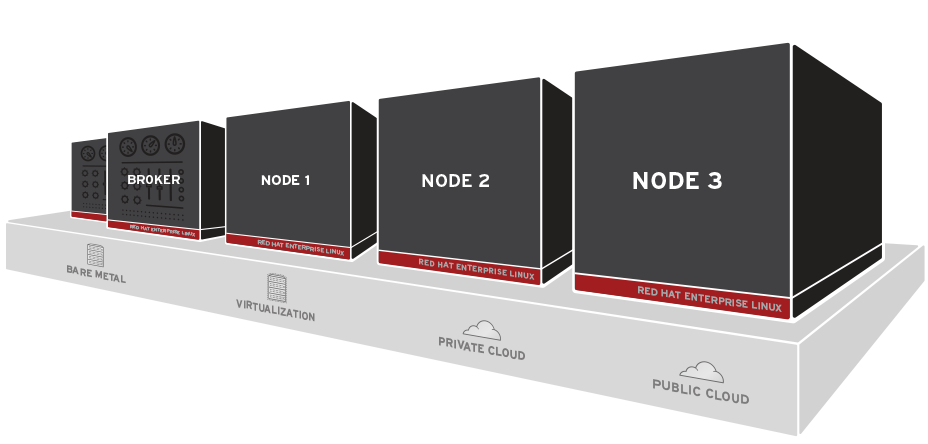 BROKER
RED HAT ENTERPRISE LINUX
NODE 1
RED HAT ENTERPRISE LINUX
NODE 2
RED HAT ENTERPRISE LINUX
NODE 3
RED HAT ENTERPRISE LINUX
BARE METAL
VIRTUALIZATION
PRIVATE CLOUD
PUBLIC CLOUD